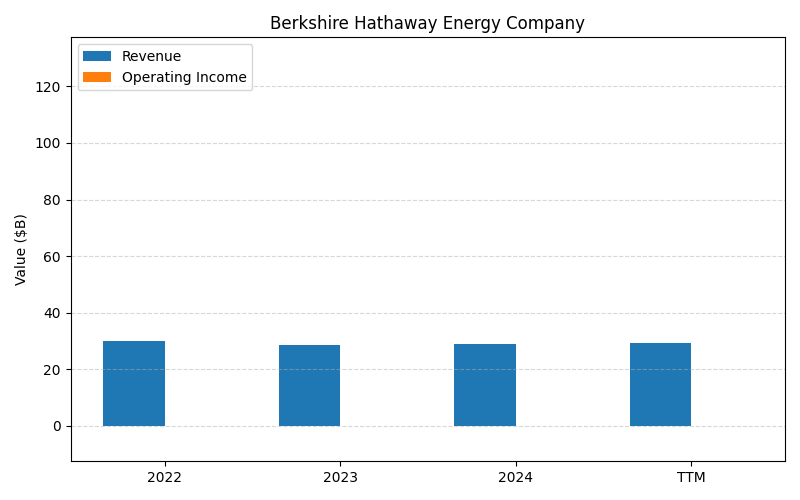 Berkshire Hathaway Energy Company
Revenue
Operating Income
Value ($B)
120
100
80
60
40
20
0
2022 2023 2024 TTM